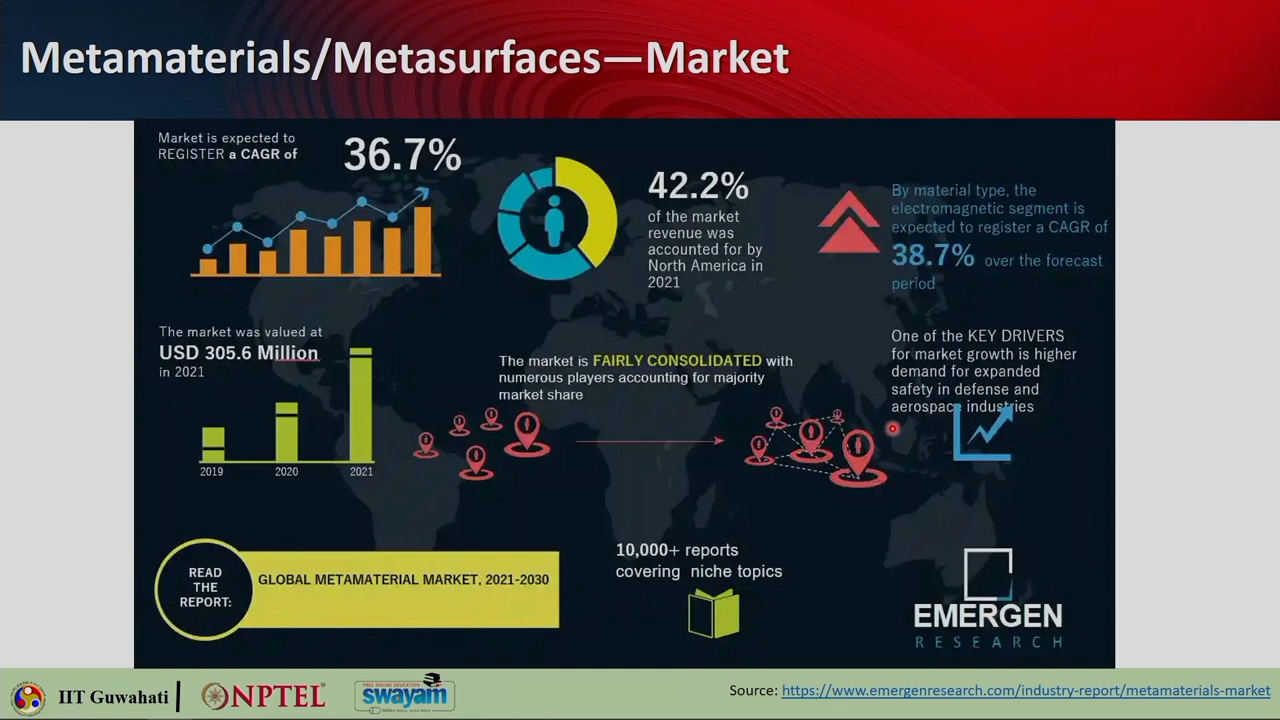 Metamaterials/Metasurfaces—Market
Market is expected to
REGISTER a CAGR of
36.7%
42.2%
of the market
revenue was
accounted for by
North America in
2021
By material type, the
electromagnetic segment is
expected to register a CAGR of
38.7% over the forecast
period
The market was valued at
USD 305.6 Million
in 2021
2019 2020 2021
The market is FAIRLY CONSOLIDATED with
numerous players accounting for majority
market share
One of the KEY DRIVERS
for market growth is higher
demand for expanded
safety in defense and
aerospace industries
READ
THE
REPORT:
GLOBAL METAMATERIAL MARKET, 2021-2030
10,000+ reports
covering niche topics
EMERGEN
RESEARCH
IIT Guwahati
NPTEL
FREE ONLINE EDUCATION
swayam
Source: https://www.emergenresearch.com/industry-report/metamaterials-market